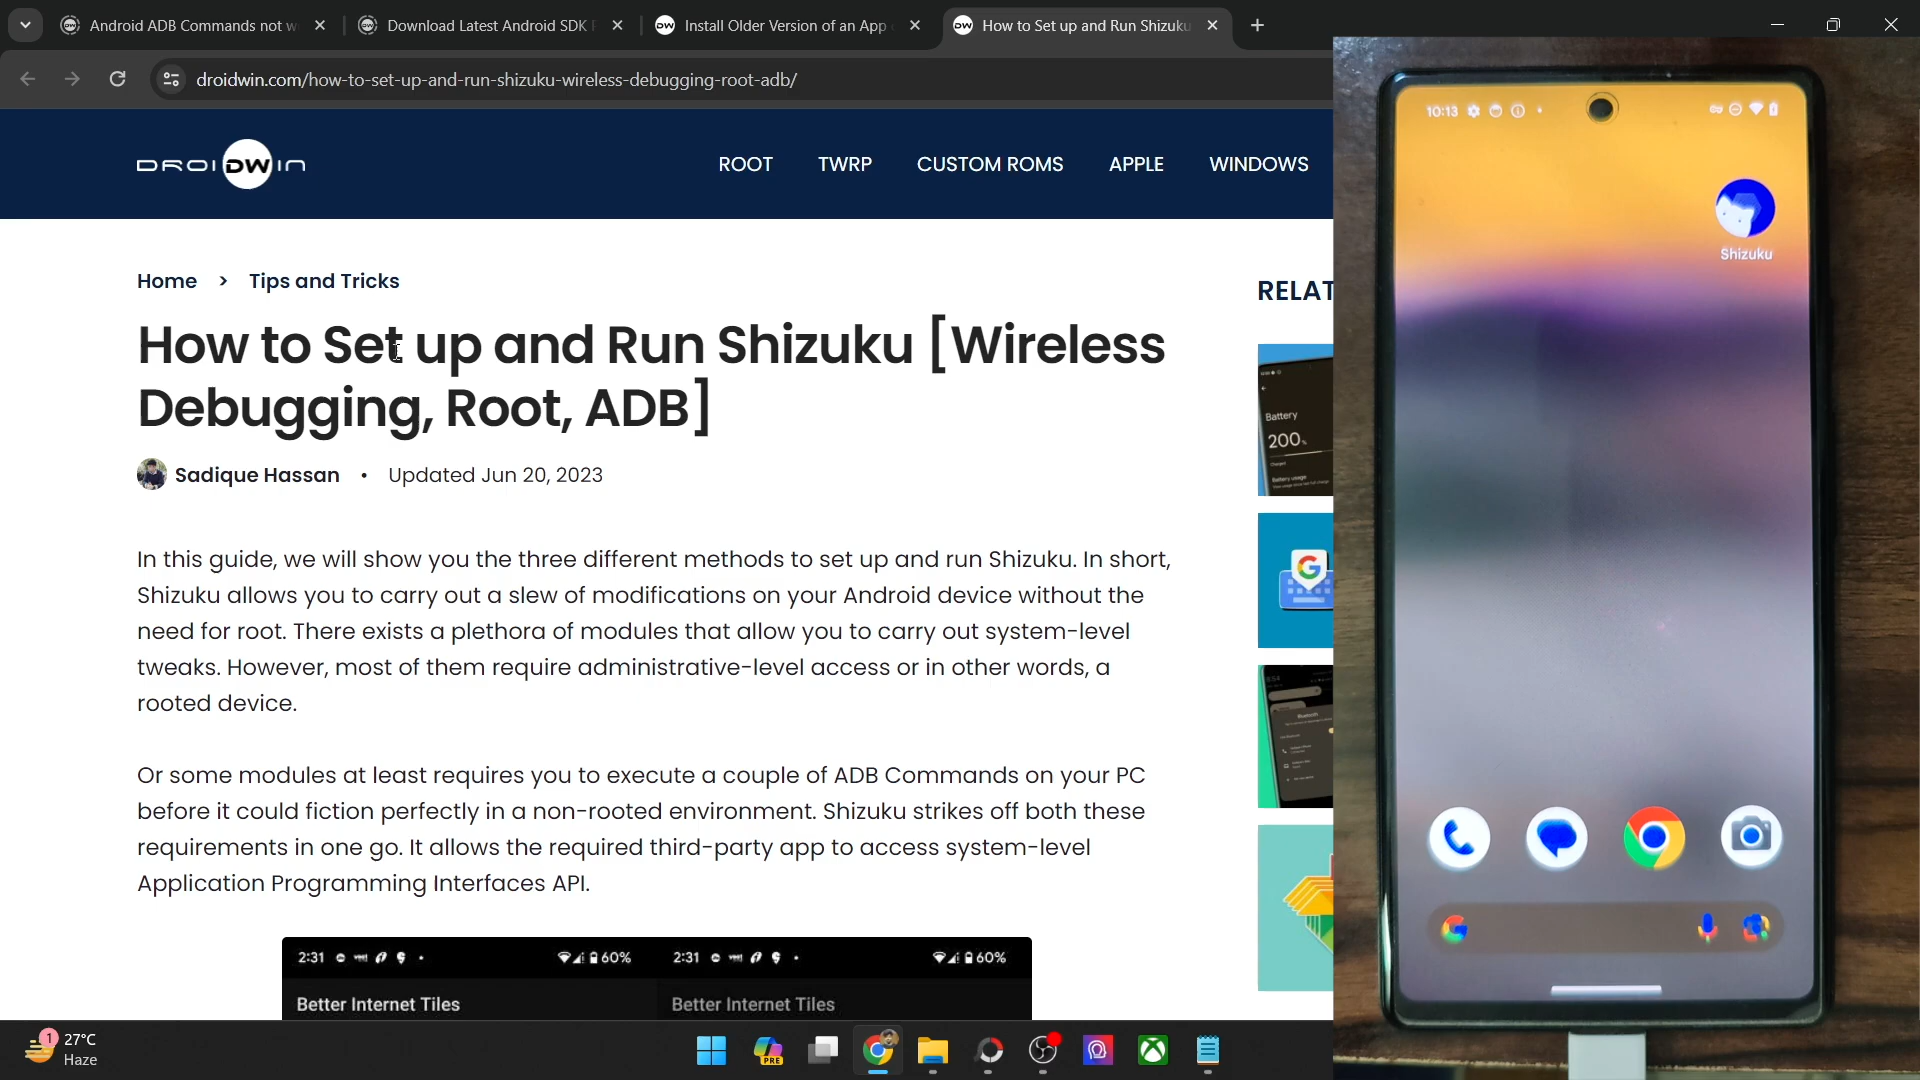 Android ADB Commands not w
Download Latest Android SDK
Install Older Version of an App
How to Set up and Run Shizuku
droidwin.com/how-to-set-up-and-run-shizuku-wireless-debugging-root-adb/
DROIDWIN
ROOT
TWRP
CUSTOM ROMS
APPLE
WINDOWS
Home > Tips and Tricks
How to Set up and Run Shizuku [Wireless
Debugging, Root, ADB]
Sadique Hassan • Updated Jun 20, 2023
In this guide, we will show you the three different methods to set up and run Shizuku. In short,
Shizuku allows you to carry out a slew of modifications on your Android device without the
need for root. There exists a plethora of modules that allow you to carry out system-level
tweaks. However, most of them require administrative-level access or in other words, a
rooted device.
Or some modules at least requires you to execute a couple of ADB Commands on your PC
before it could fiction perfectly in a non-rooted environment. Shizuku strikes off both these
requirements in one go. It allows the required third-party app to access system-level
Application Programming Interfaces API.
2:31
60%
2:31
60%
Better Internet Tiles
Better Internet Tiles
RELAT
Battery
200%
10:13
Shizuku
1
27°C
Haze
PRE